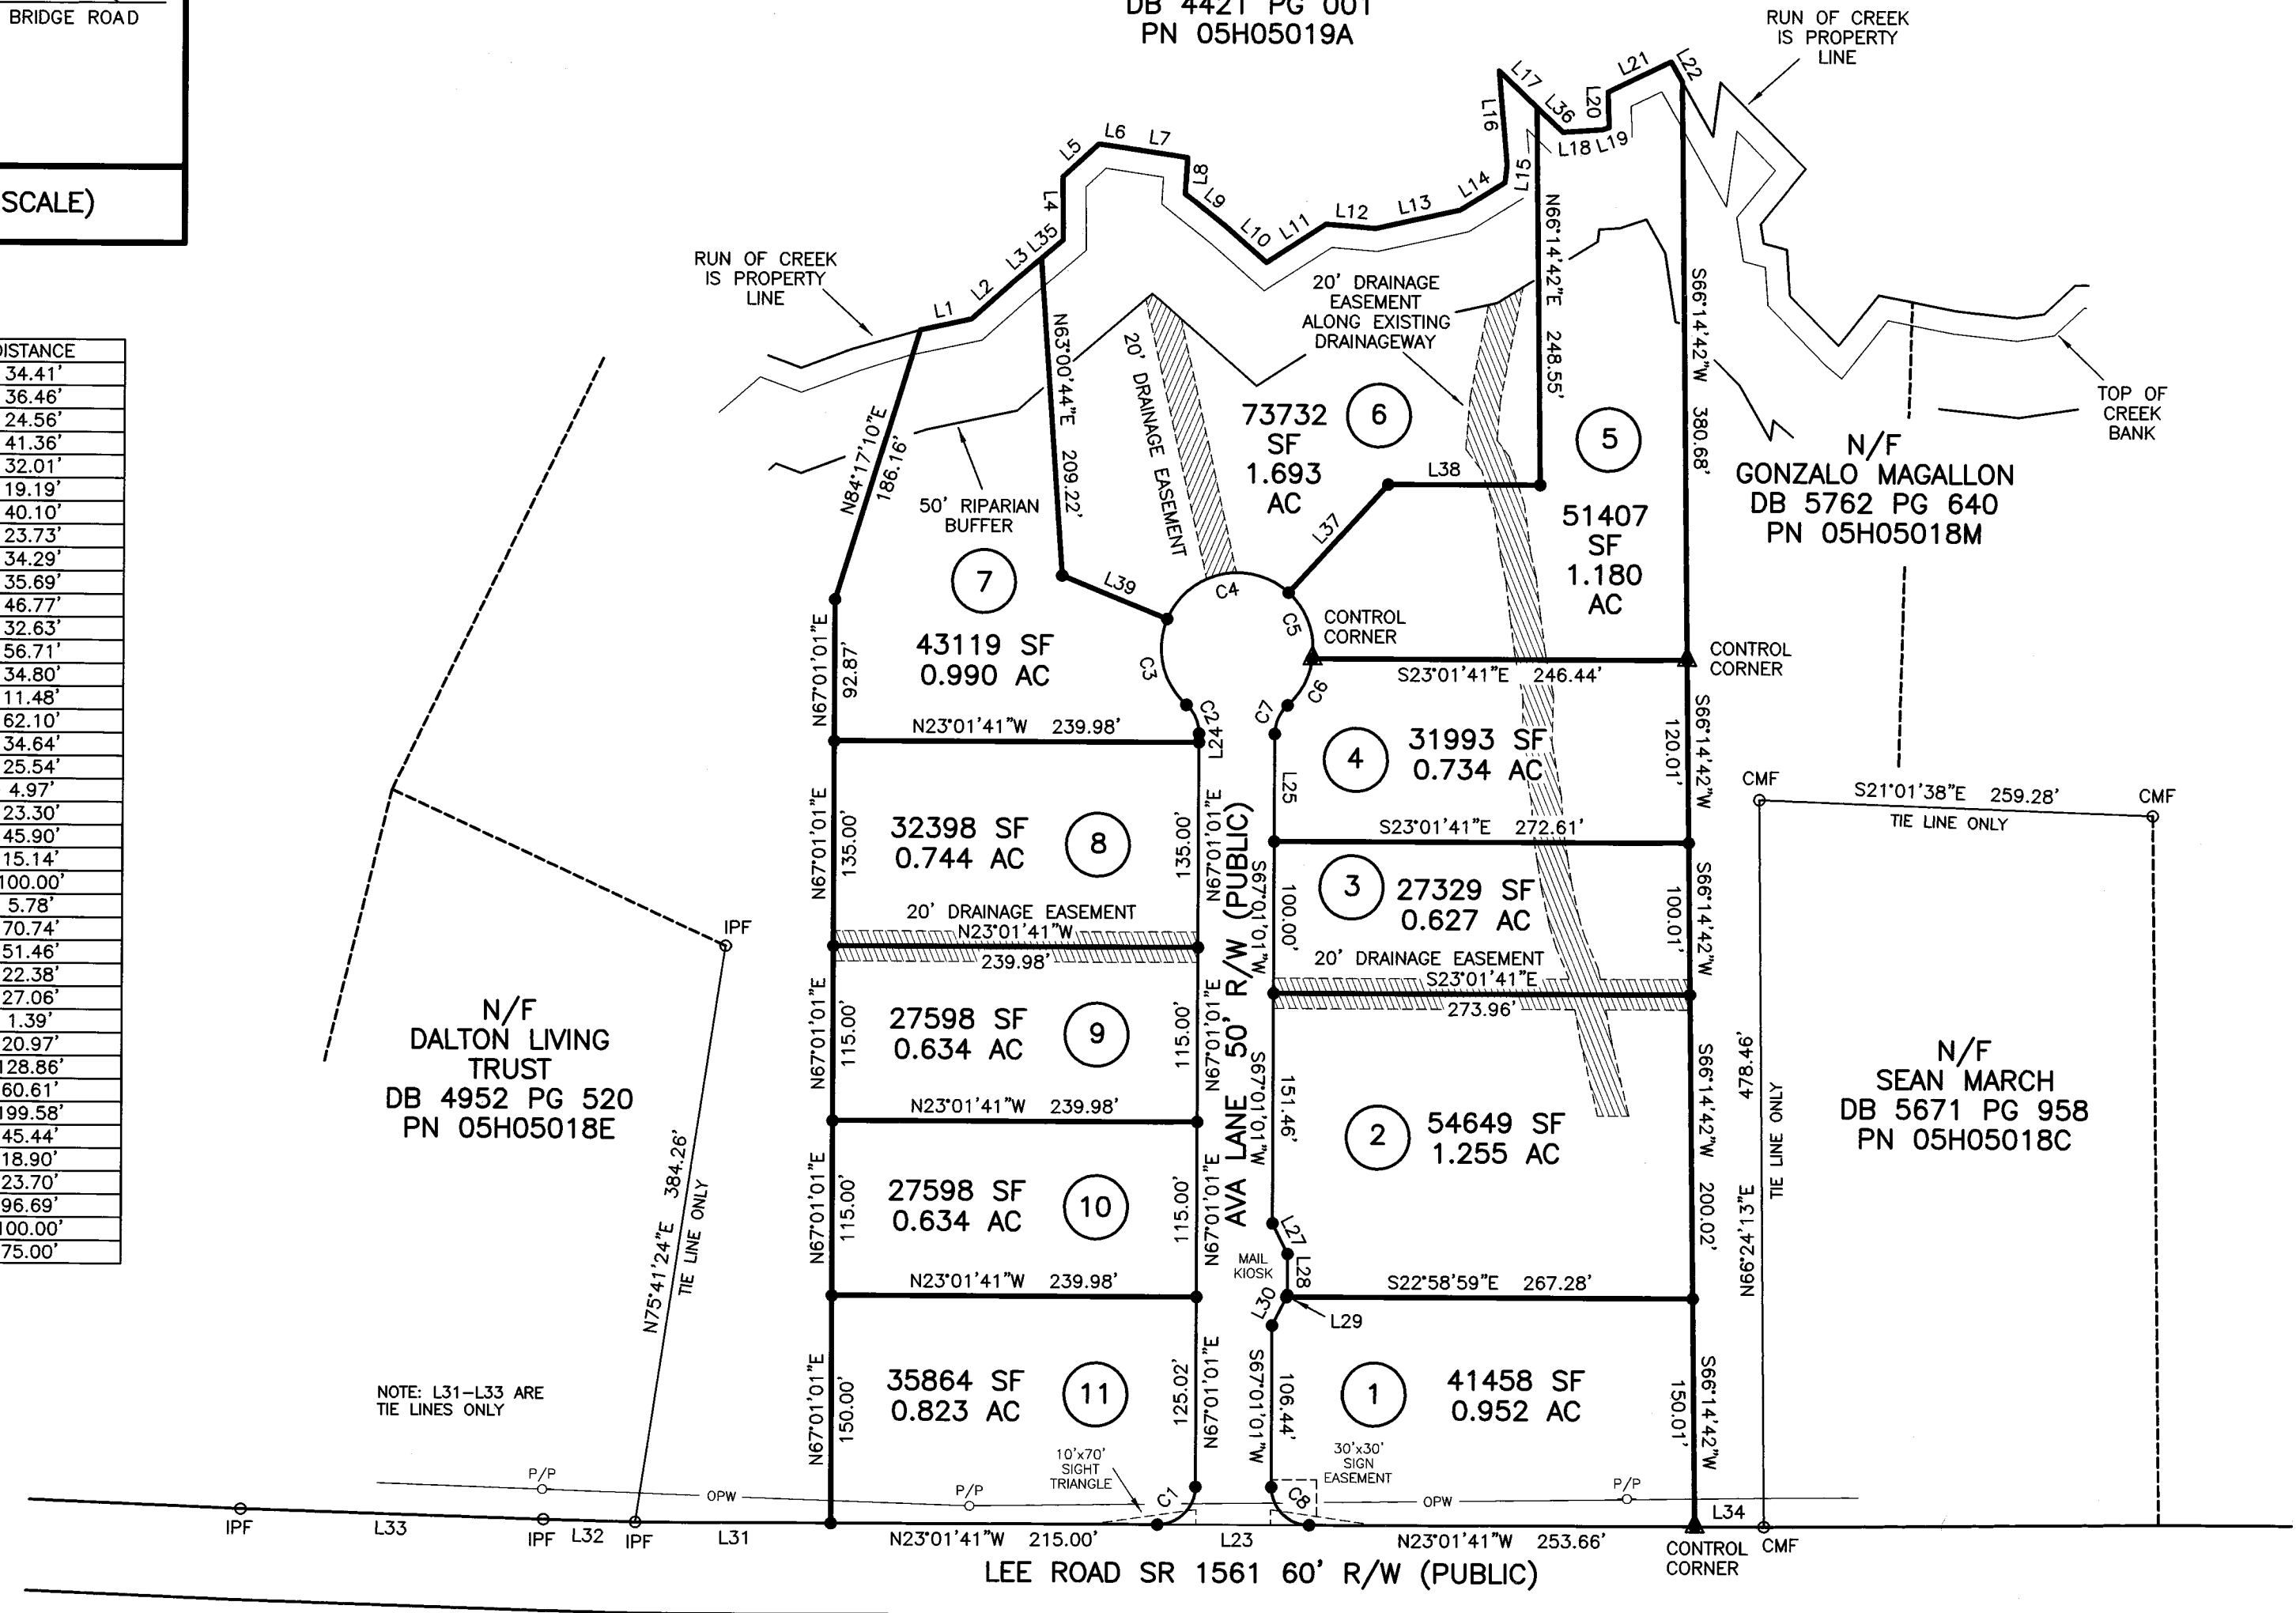 BRIDGE ROAD
SCALE)
DB 4421 PG 001
PN 05H05019A
RUN OF CREEK
IS PROPERTY
LINE
DISTANCE
34.41'
36.46'
24.56'
41.36'
32.01'
19.19'
40.10'
23.73'
34.29'
35.69'
46.77'
32.63'
56.71'
34.80'
11.48'
62.10'
34.64'
25.54'
4.97'
23.30'
45.90'
15.14'
100.00'
5.78'
70.74'
51.46'
22.38'
27.06'
1.39'
20.97'
128.86'
60.61'
199.58'
45.44'
18.90'
23.70'
96.69'
100.00'
75.00'
RUN OF CREEK
IS PROPERTY
LINE
L1
L2
L3
L35
L4
L5
L6
L7
L8
L9
L10
L11
L12
L13
L14
L15
L16
L17
L36
L18
L19
L20
L21
L22
TOP OF
CREEK
BANK
20' DRAINAGE
EASEMENT
ALONG EXISTING
DRAINAGEWAY
20' DRAINAGE EASEMENT
50' RIPARIAN
BUFFER
N84°17'10"E
186.16'
N63°00'44"E 209.22'
N66°14'42"E 248.55'
S66°14'42"W 380.68'
73732
SF
1.693
AC
6
5
51407
SF
1.180
AC
L38
L37
L39
7
43119 SF
0.990 AC
N67°01'01"E
92.87'
C4
C5
C3
C2
C6
C7
L24
L25
CONTROL
CORNER
CONTROL
CORNER
S23°01'41"E 246.44'
N/F
GONZALO MAGALLON
DB 5762 PG 640
PN 05H05018M
N23°01'41"W 239.98'
4
31993 SF
0.734 AC
S66°14'42"W
120.01'
N67°01'01"E
135.00'
32398 SF
0.744 AC
8
135.00'
N67°01'01"E
S23°01'41"E 272.61'
3
27329 SF
0.627 AC
S67°01'01"W
100.00'
S66°14'42"W
100.01'
CMF
S21°01'38"E 259.28'
TIE LINE ONLY
CMF
20' DRAINAGE EASEMENT
N23°01'41"W
239.98'
20' DRAINAGE EASEMENT
S23°01'41"E
273.96'
IPF
N/F
DALTON LIVING
TRUST
DB 4952 PG 520
PN 05H05018E
N75°41'24"E 384.26'
TIE LINE ONLY
N67°01'01"E
115.00'
27598 SF
0.634 AC
9
115.00'
N67°01'01"E
AVA LANE 50' R/W (PUBLIC)
S67°01'01"W
151.46'
2
54649 SF
1.255 AC
S66°14'42"W 200.02'
N66°24'13"E 478.46'
TIE LINE ONLY
N/F
SEAN MARCH
DB 5671 PG 958
PN 05H05018C
N23°01'41"W 239.98'
N67°01'01"E
115.00'
27598 SF
0.634 AC
10
115.00'
N67°01'01"E
L27
MAIL
KIOSK
L28
L30
L29
N23°01'41"W 239.98'
S22°58'59"E 267.28'
N67°01'01"E
150.00'
35864 SF
0.823 AC
11
125.02'
N67°01'01"E
S67°01'01"W
106.44'
1
41458 SF
0.952 AC
150.01'
S66°14'42"W
NOTE: L31-L33 ARE
TIE LINES ONLY
10'x70'
SIGHT
TRIANGLE
30'x30'
SIGN
EASEMENT
P/P
OPW
P/P
C1
C8
OPW
P/P
IPF
L33
IPF
L32
IPF
L31
N23°01'41"W 215.00'
L23
N23°01'41"W 253.66'
L34
CONTROL
CORNER
CMF
LEE ROAD SR 1561 60' R/W (PUBLIC)